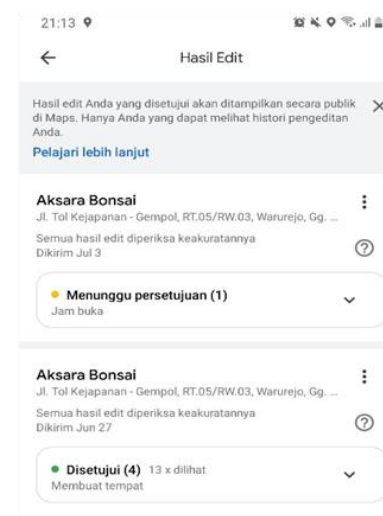 21:13
Hasil Edit
Hasil edit Anda yang disetujui akan ditampilkan secara publik
di Maps. Hanya Anda yang dapat melihat histori pengeditan
Anda.
Pelajari lebih lanjut
Aksara Bonsai
Jl. Tol Kejapanan - Gempol, RT.05/RW.03, Warurejo, Gg. ...
Semua hasil edit diperiksa keakuratannya
Dikirim Jul 3
Menunggu persetujuan (1)
Jam buka
Aksara Bonsai
Jl. Tol Kejapanan - Gempol, RT.05/RW.03, Warurejo, Gg. ...
Semua hasil edit diperiksa keakuratannya
Dikirim Jun 27
Disetujui (4) 13 x dilihat
Membuat tempat